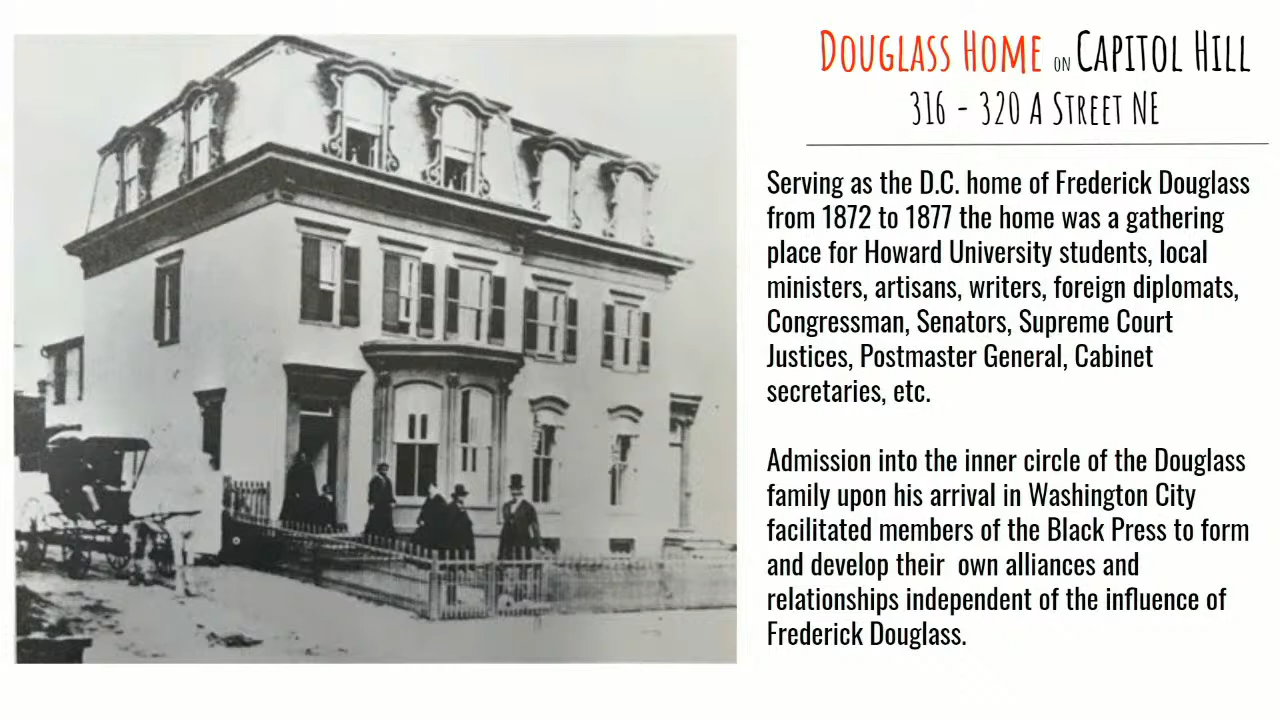 Douglass Home on Capitol Hill
316 - 320 A Street NE
Serving as the D.C. home of Frederick Douglass
from 1872 to 1877 the home was a gathering
place for Howard University students, local
ministers, artisans, writers, foreign diplomats,
Congressman, Senators, Supreme Court
Justices, Postmaster General, Cabinet
secretaries, etc.
Admission into the inner circle of the Douglass
family upon his arrival in Washington City
facilitated members of the Black Press to form
and develop their  own alliances and
relationships independent of the influence of
Frederick Douglass.